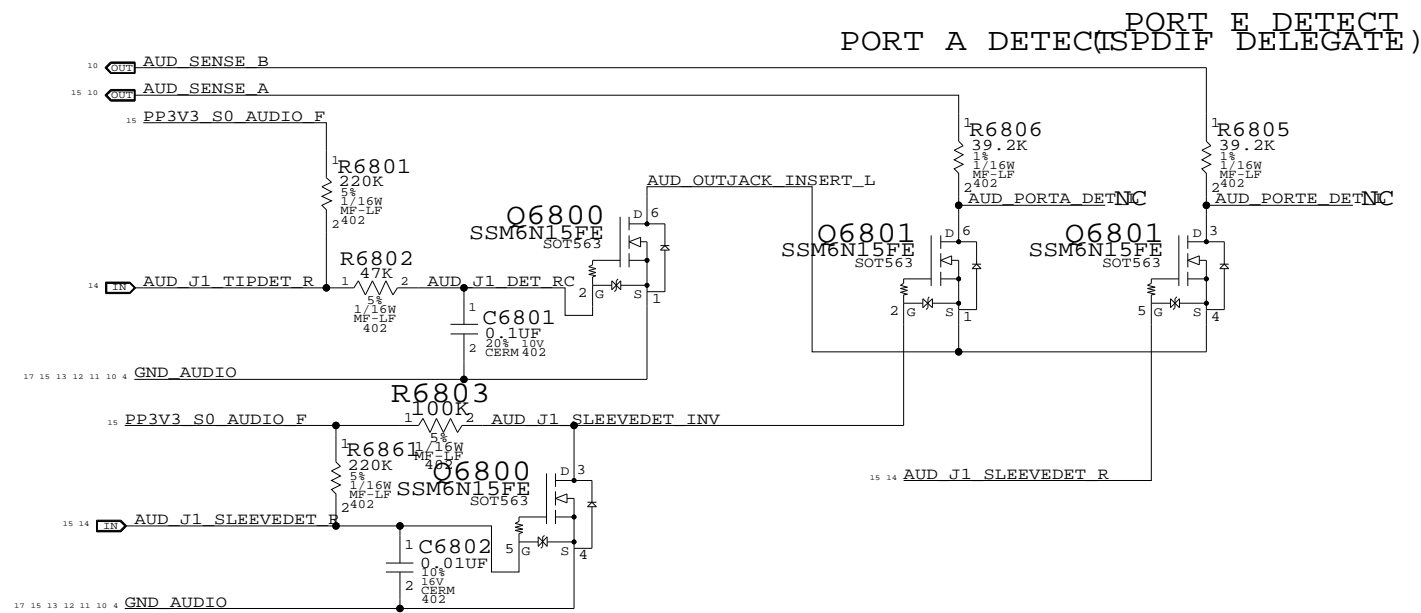 PORT E DETECT
PORT A DETECT (SPDIF DELEGATE)
10 OUT AUD_SENSE_B
15 10 OUT AUD_SENSE_A
15 PP3V3_S0_AUDIO_F
1
R6801
220K
5%
1/16W
MF-LF
402
2
1
R6806
39.2K
1%
1/16W
MF-LF
402
2
1
R6805
39.2K
1%
1/16W
MF-LF
402
2
AUD_OUTJACK_INSERT_L
AUD_PORTA_DET_L NC
AUD_PORTE_DET_L NC
Q6800
SSM6N15FE
SOT563
D 6
2 G S 1
Q6801
SSM6N15FE
SOT563
D 6
2 G S 1
Q6801
SSM6N15FE
SOT563
D 3
5 G S 4
14 IN AUD_J1_TIPDET_R
R6802
1 47K 2
5%
1/16W
MF-LF
402
AUD_J1_DET_RC
1
C6801
0.1UF
20% 10V
2 CERM 402
17 15 13 12 11 10 4 GND_AUDIO
15 PP3V3_S0_AUDIO_F
R6803
1 100K 2
5%
1/16W
MF-LF
402
AUD_J1_SLEEVEDET_INV
1
R6861
220K
5%
1/16W
MF-LF
402
2
Q6800
SSM6N15FE
SOT563
D 3
5 G S 4
15 14 AUD_J1_SLEEVEDET_R
15 14 IN AUD_J1_SLEEVEDET_R
1
C6802
0.01UF
10%
16V
CERM
402
2
17 15 13 12 11 10 4 GND_AUDIO